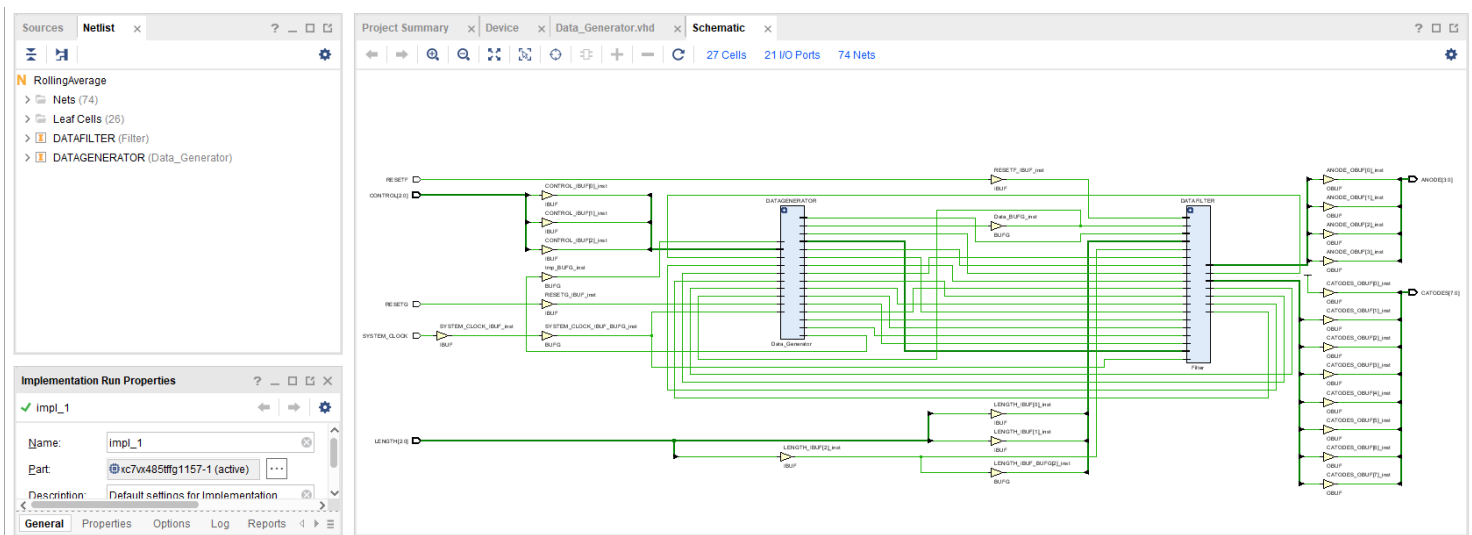 Sources Netlist
RollingAverage
Nets (74)
Leaf Cells (26)
DATAFILTER (Filter)
DATAGENERATOR (Data_Generator)
Implementation Run Properties
impl_1
Name: impl_1
Part: xc7vx485tffg1157-1 (active)
Description: Default settings for Implementation
General Properties Options Log Reports
Project Summary Device Data_Generator.vhd Schematic
27 Cells 21 I/O Ports 74 Nets
RESETF
CONTROL[2:0]
RESETG
SYSTEM_CLOCK
LENGTH[2:0]
SYSTEM_CLOCK_IBUF_inst
IBUF
CONTROL_IBUF[0]_inst
IBUF
CONTROL_IBUF[1]_inst
IBUF
CONTROL_IBUF[2]_inst
IBUF
tmp_BUFG_inst
BUFG
RESETG_IBUF_inst
IBUF
SYSTEM_CLOCK_IBUF_BUFG_inst
BUFG
DATAGENERATOR
Data_Generator
LENGTH_IBUF[2]_inst
IBUF
RESETF_IBUF_inst
IBUF
Data_BUFG_inst
BUFG
LENGTH_IBUF[0]_inst
IBUF
LENGTH_IBUF[1]_inst
IBUF
LENGTH_IBUF_BUFG[2]_inst
BUFG
DATAFILTER
Filter
ANODE_OBUF[0]_inst
OBUF
ANODE_OBUF[1]_inst
OBUF
ANODE_OBUF[2]_inst
OBUF
ANODE_OBUF[3]_inst
OBUF
CATODES_OBUF[0]_inst
OBUF
CATODES_OBUF[1]_inst
OBUF
CATODES_OBUF[2]_inst
OBUF
CATODES_OBUF[3]_inst
OBUF
CATODES_OBUF[4]_inst
OBUF
CATODES_OBUF[5]_inst
OBUF
CATODES_OBUF[6]_inst
OBUF
CATODES_OBUF[7]_inst
OBUF
ANODE[3:0]
CATODES[7:0]